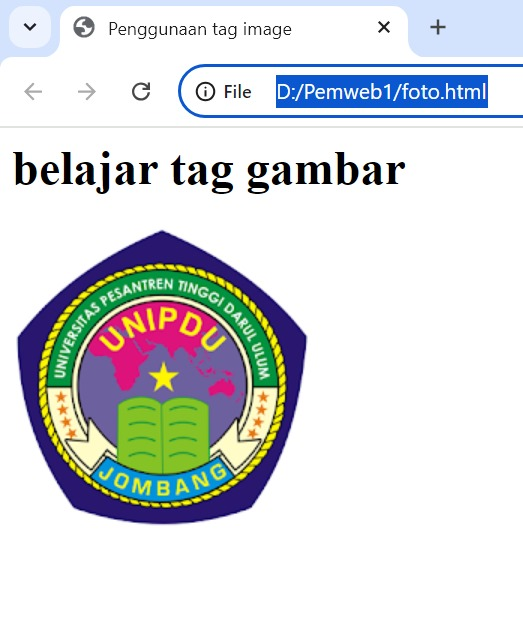 Penggunaan tag image
File D:/Pemweb1/foto.html
belajar tag gambar
UNIVERSITAS PESANTREN TINGGI DARUL ULUM
UNIPDU
JOMBANG